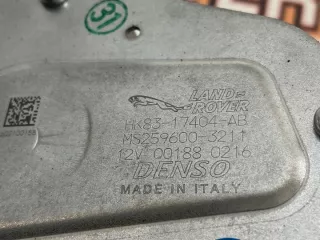 31
LAND-
ROVER
HK83-17404-AB
MS259600-3211
12V 00188 0216
DENSO
MADE IN ITALY